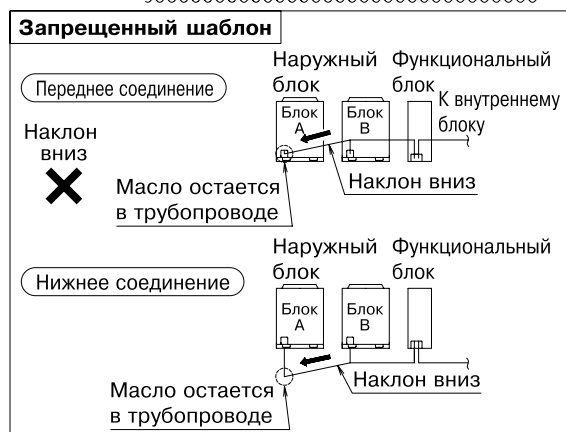 Запрещенный шаблон
Переднее соединение
Наклон
вниз
Наружный
блок
Функциональный
блок
Блок
A
Блок
B
К внутреннему
блоку
Наклон вниз
Масло остается
в трубопроводе
Нижнее соединение
Наружный
блок
Функциональный
блок
Блок
A
Блок
B
Наклон вниз
Масло остается
в трубопроводе